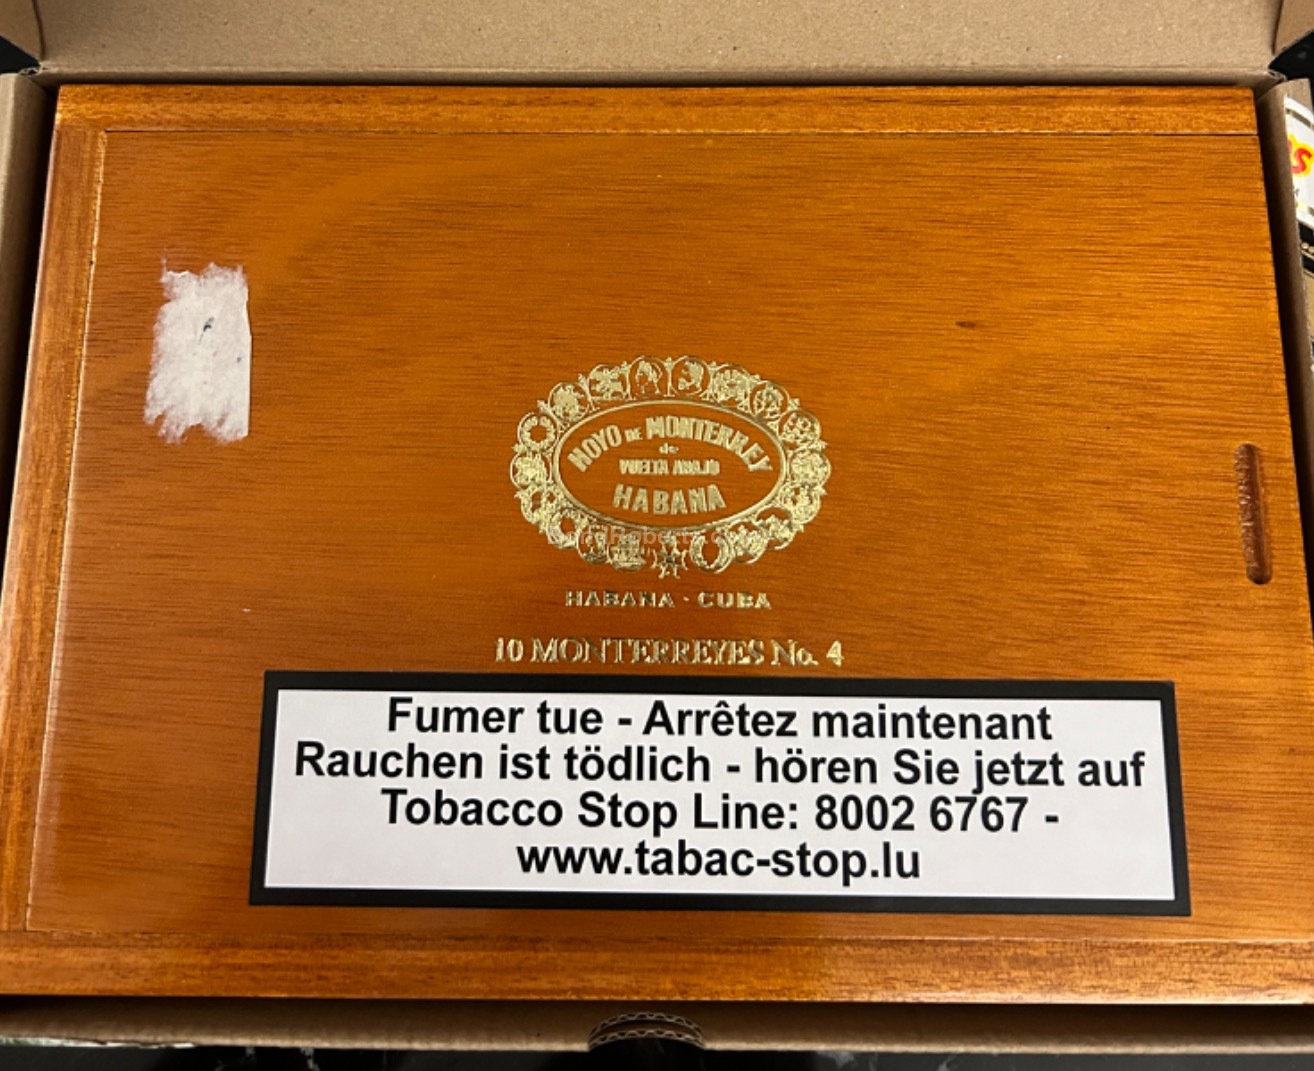 HOYO DE MONTERREY
de
VUELTA ABAJO
HABANA
HABANA · CUBA
10 MONTERREYES No. 4
Fumer tue - Arrêtez maintenant
Rauchen ist tödlich - hören Sie jetzt auf
Tobacco Stop Line: 8002 6767 -
www.tabac-stop.lu